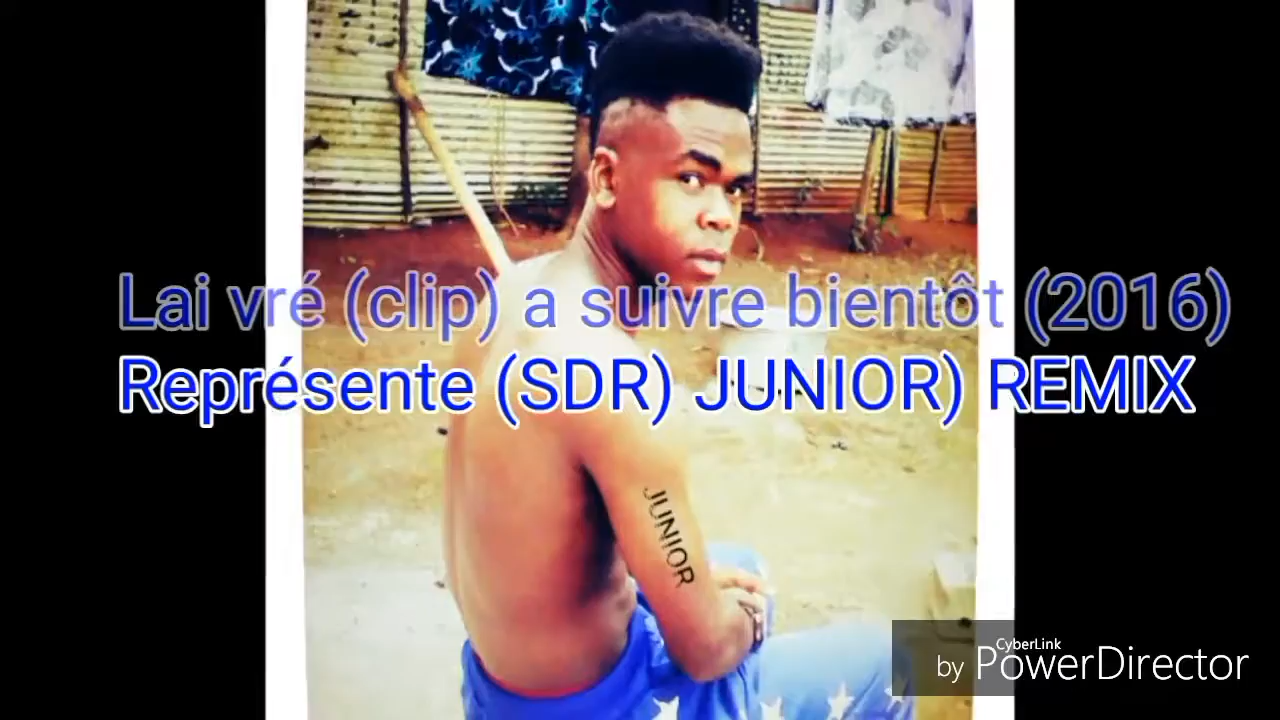 Lai vré (clip) a suivre bientôt (2016)
Représente (SDR) JUNIOR) REMIX
JUNIOR
CyberLink
by PowerDirector